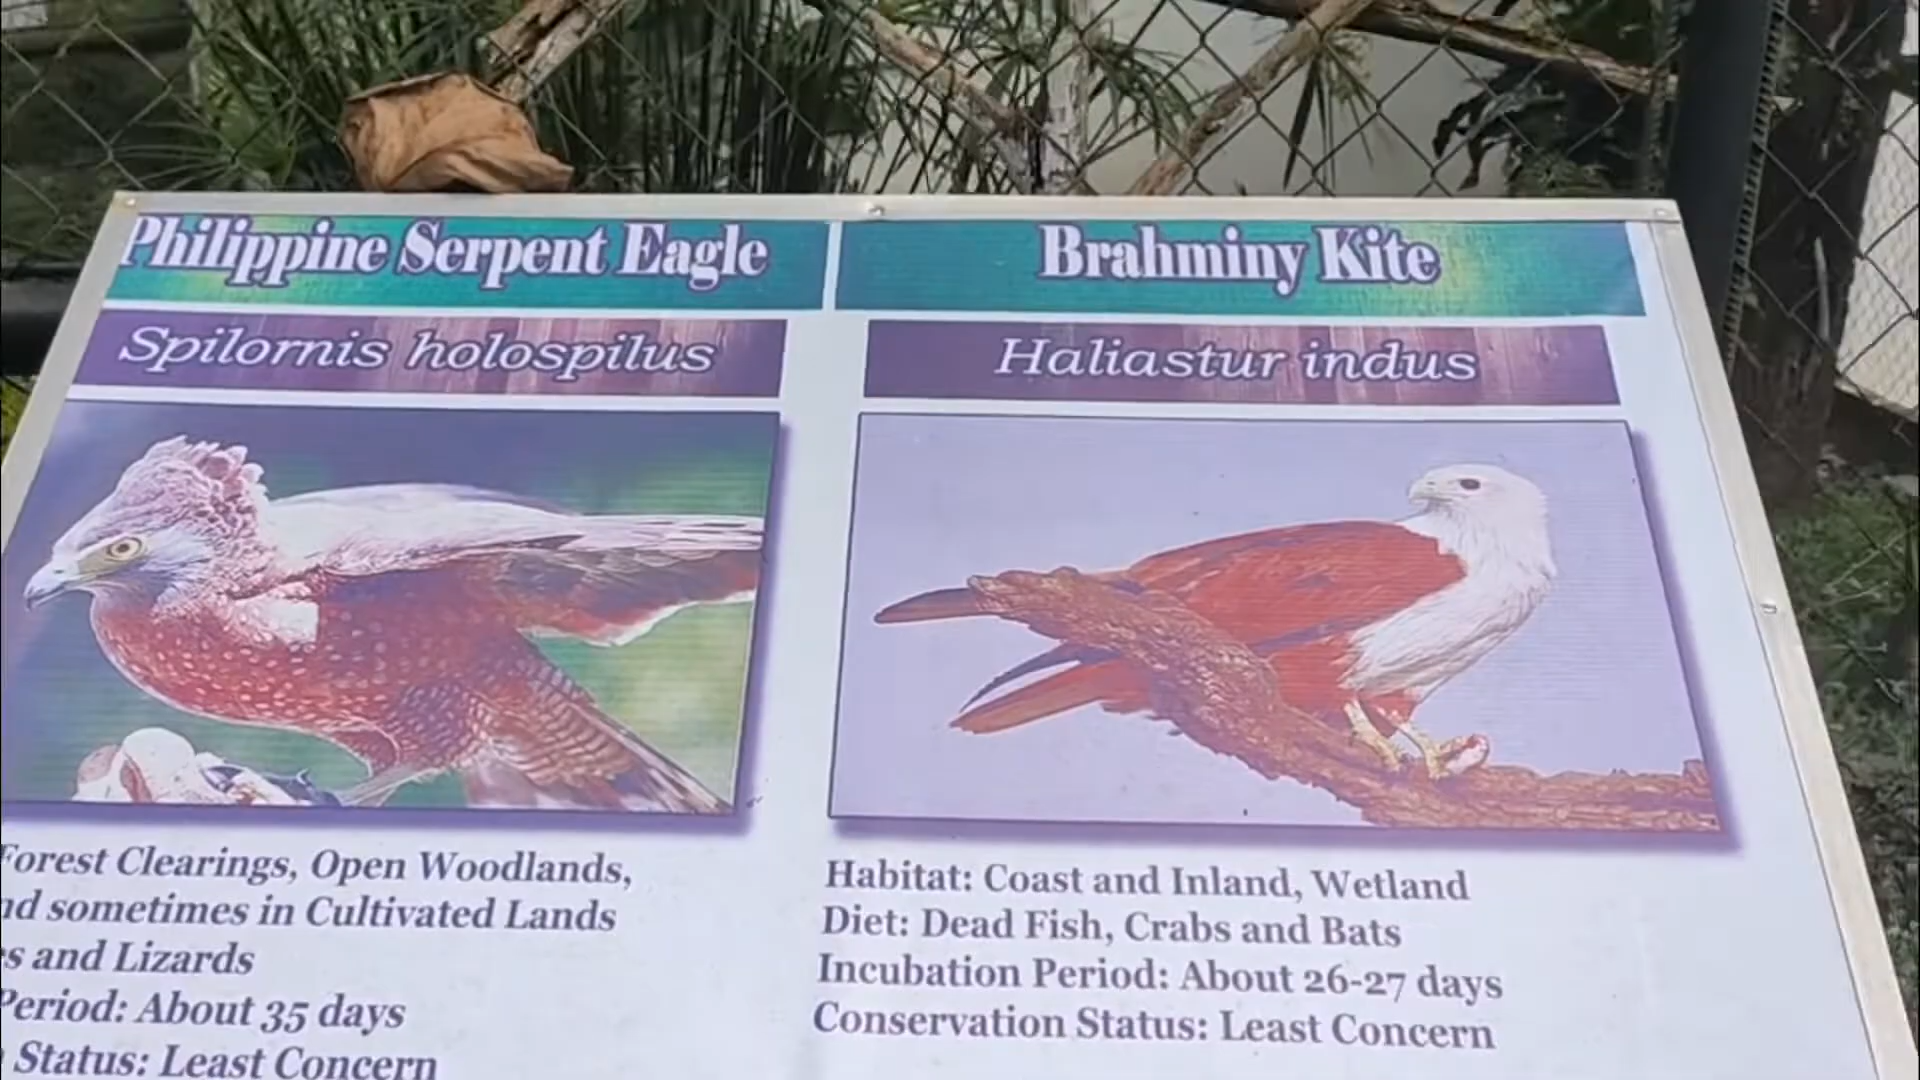 Philippine Serpent Eagle
Spilornis holospilus
Forest Clearings, Open Woodlands,
sometimes in Cultivated Lands
and Lizards
Period: About 35 days
Status: Least Concern
Brahminy Kite
Haliastur indus
Habitat: Coast and Inland, Wetland
Diet: Dead Fish, Crabs and Bats
Incubation Period: About 26-27 days
Conservation Status: Least Concern